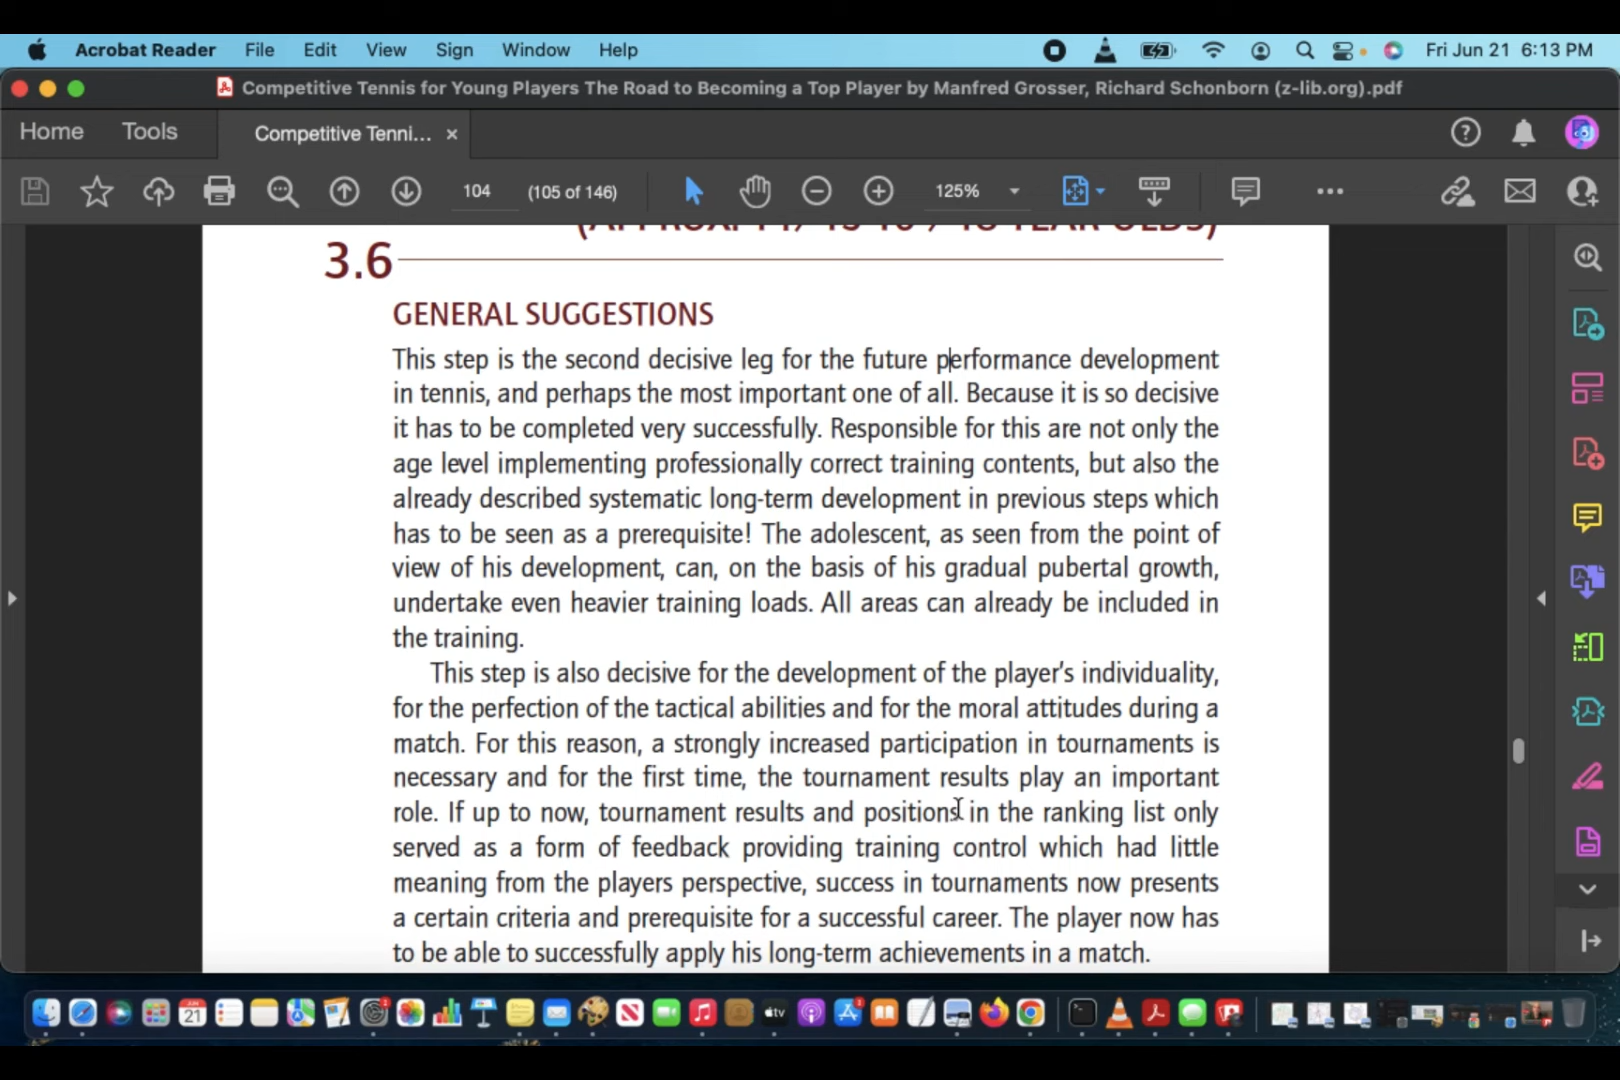 Acrobat Reader File Edit View Sign Window Help Fri Jun 21 6:13 PM
Competitive Tennis for Young Players The Road to Becoming a Top Player by Manfred Grosser, Richard Schonborn (z-lib.org).pdf
Home Tools Competitive Tenni... ×
104 (105 of 146) 125%
3.6
GENERAL SUGGESTIONS
This step is the second decisive leg for the future performance development
in tennis, and perhaps the most important one of all. Because it is so decisive
it has to be completed very successfully. Responsible for this are not only the
age level implementing professionally correct training contents, but also the
already described systematic long-term development in previous steps which
has to be seen as a prerequisite! The adolescent, as seen from the point of
view of his development, can, on the basis of his gradual pubertal growth,
undertake even heavier training loads. All areas can already be included in
the training.
This step is also decisive for the development of the player's individuality,
for the perfection of the tactical abilities and for the moral attitudes during a
match. For this reason, a strongly increased participation in tournaments is
necessary and for the first time, the tournament results play an important
role. If up to now, tournament results and positions in the ranking list only
served as a form of feedback providing training control which had little
meaning from the players perspective, success in tournaments now presents
a certain criteria and prerequisite for a successful career. The player now has
to be able to successfully apply his long-term achievements in a match.
JUN
21
tv